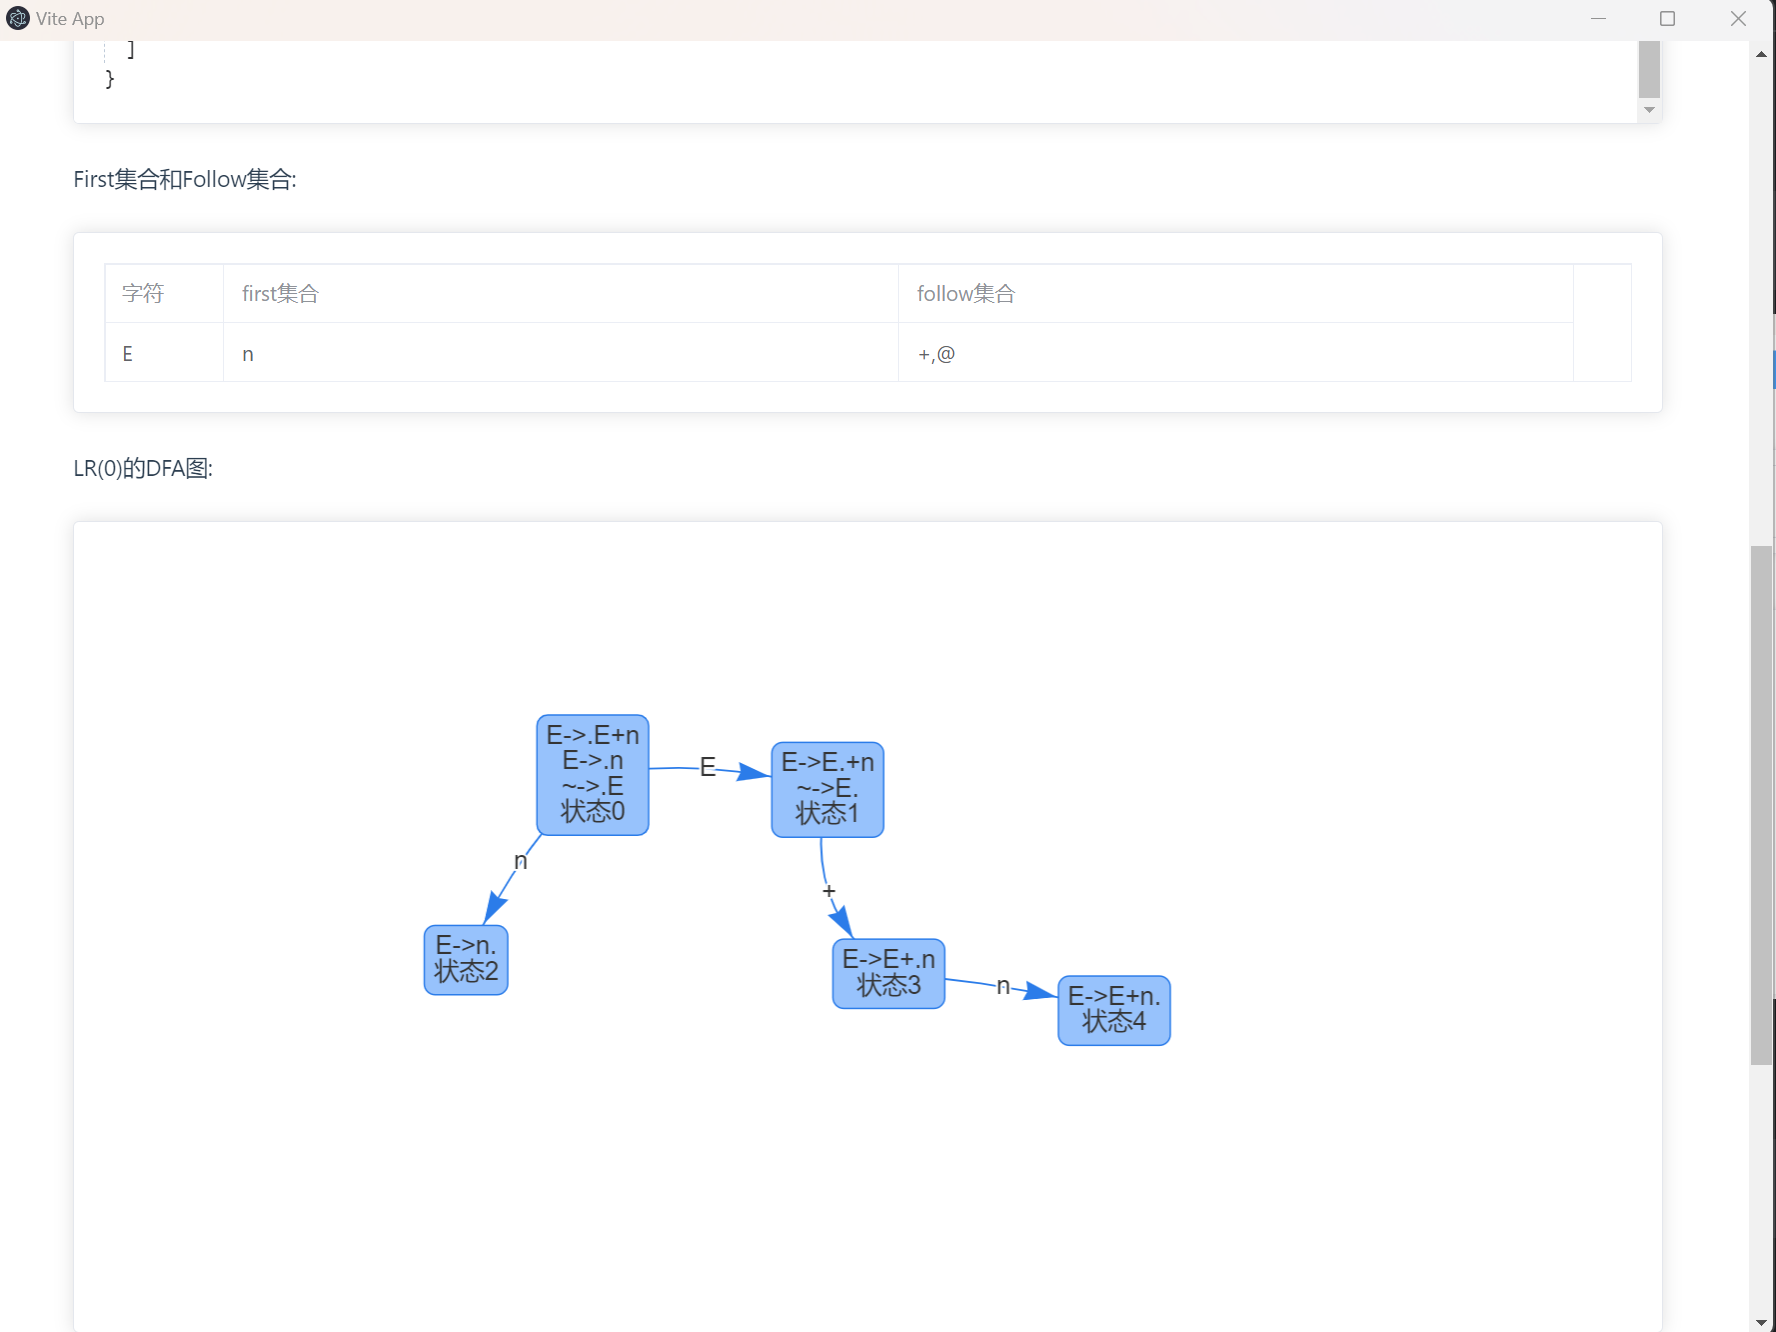 Vite App
]
}
First集合和Follow集合:
字符 first集合 follow集合
E n +,@
LR(0)的DFA图:
E->.E+n
E->.n
~->.E
状态0
E
E->E.+n
~->E.
状态1
n
+
E->n.
状态2
E->E+.n
状态3
n
E->E+n.
状态4